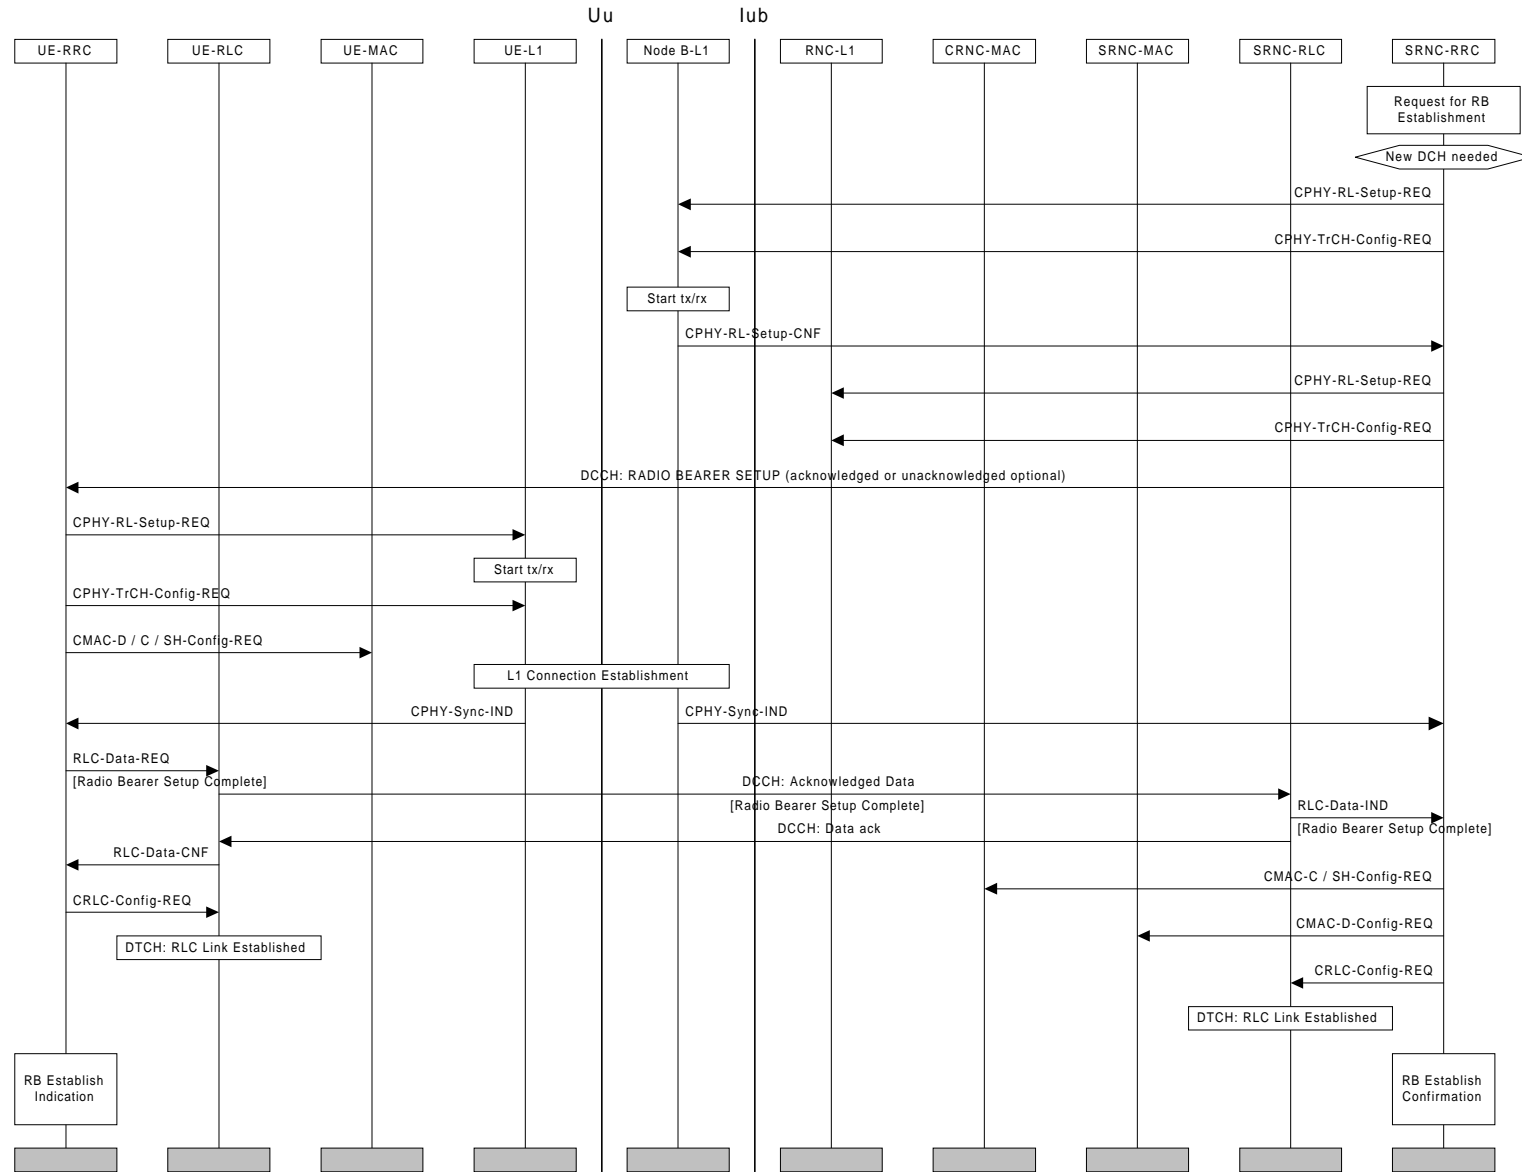 Uu
Iub
UE-RRC
UE-RLC
UE-MAC
UE-L1
Node B-L1
RNC-L1
CRNC-MAC
SRNC-MAC
SRNC-RLC
SRNC-RRC
Request for RB
Establishment
New DCH needed
CPHY-RL-Setup-REQ
CPHY-TrCH-Config-REQ
Start tx/rx
CPHY-RL-Setup-CNF
CPHY-RL-Setup-REQ
CPHY-TrCH-Config-REQ
DCCH: RADIO BEARER SETUP (acknowledged or unacknowledged optional)
CPHY-RL-Setup-REQ
Start tx/rx
CPHY-TrCH-Config-REQ
CMAC-D / C / SH-Config-REQ
L1 Connection Establishment
CPHY-Sync-IND
CPHY-Sync-IND
RLC-Data-REQ
[Radio Bearer Setup Complete]
DCCH: Acknowledged Data
[Radio Bearer Setup Complete]
RLC-Data-IND
[Radio Bearer Setup Complete]
DCCH: Data ack
RLC-Data-CNF
CMAC-C / SH-Config-REQ
CRLC-Config-REQ
CMAC-D-Config-REQ
DTCH: RLC Link Established
CRLC-Config-REQ
DTCH: RLC Link Established
RB Establish
Indication
RB Establish
Confirmation